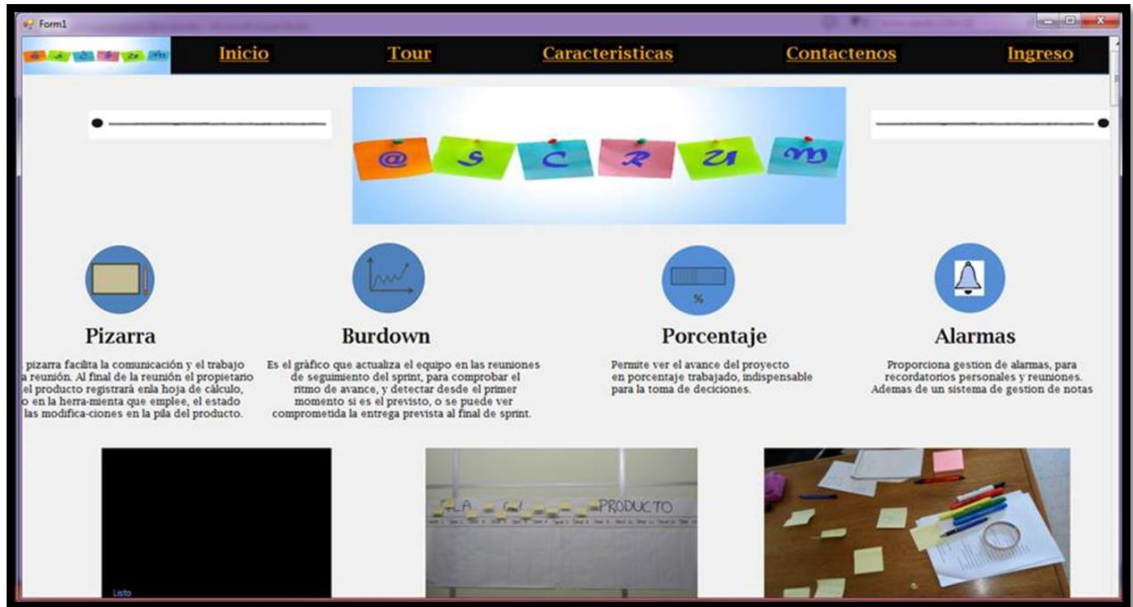 Form1
Inicio Tour Caracteristicas Contactenos Ingreso
@ S C R U M
%
Pizarra
pizarra facilita la comunicación y el trabajo
a reunión. Al final de la reunión el propietario
el producto registrarà enla hoja de càlculo,
o en la herra-mienta que emplee, el estado
las modifica-ciones en la pila del producto.
Burdown
Es el gràfico que actualiza el equipo en las reuniones
de seguimiento del sprint, para comprobar el
ritmo de avance, y detectar desde el primer
momento si es el previsto, o se puede ver
comprometida la entrega prevista al final de sprint.
Porcentaje
Permite ver el avance del proyecto
en porcentaje trabajado, indispensable
para la toma de deciciones.
Alarmas
Proporciona gestion de alarmas, para
recordatorios personales y reuniones.
Ademas de un sistema de gestion de notas
PRODUCTO
Listo